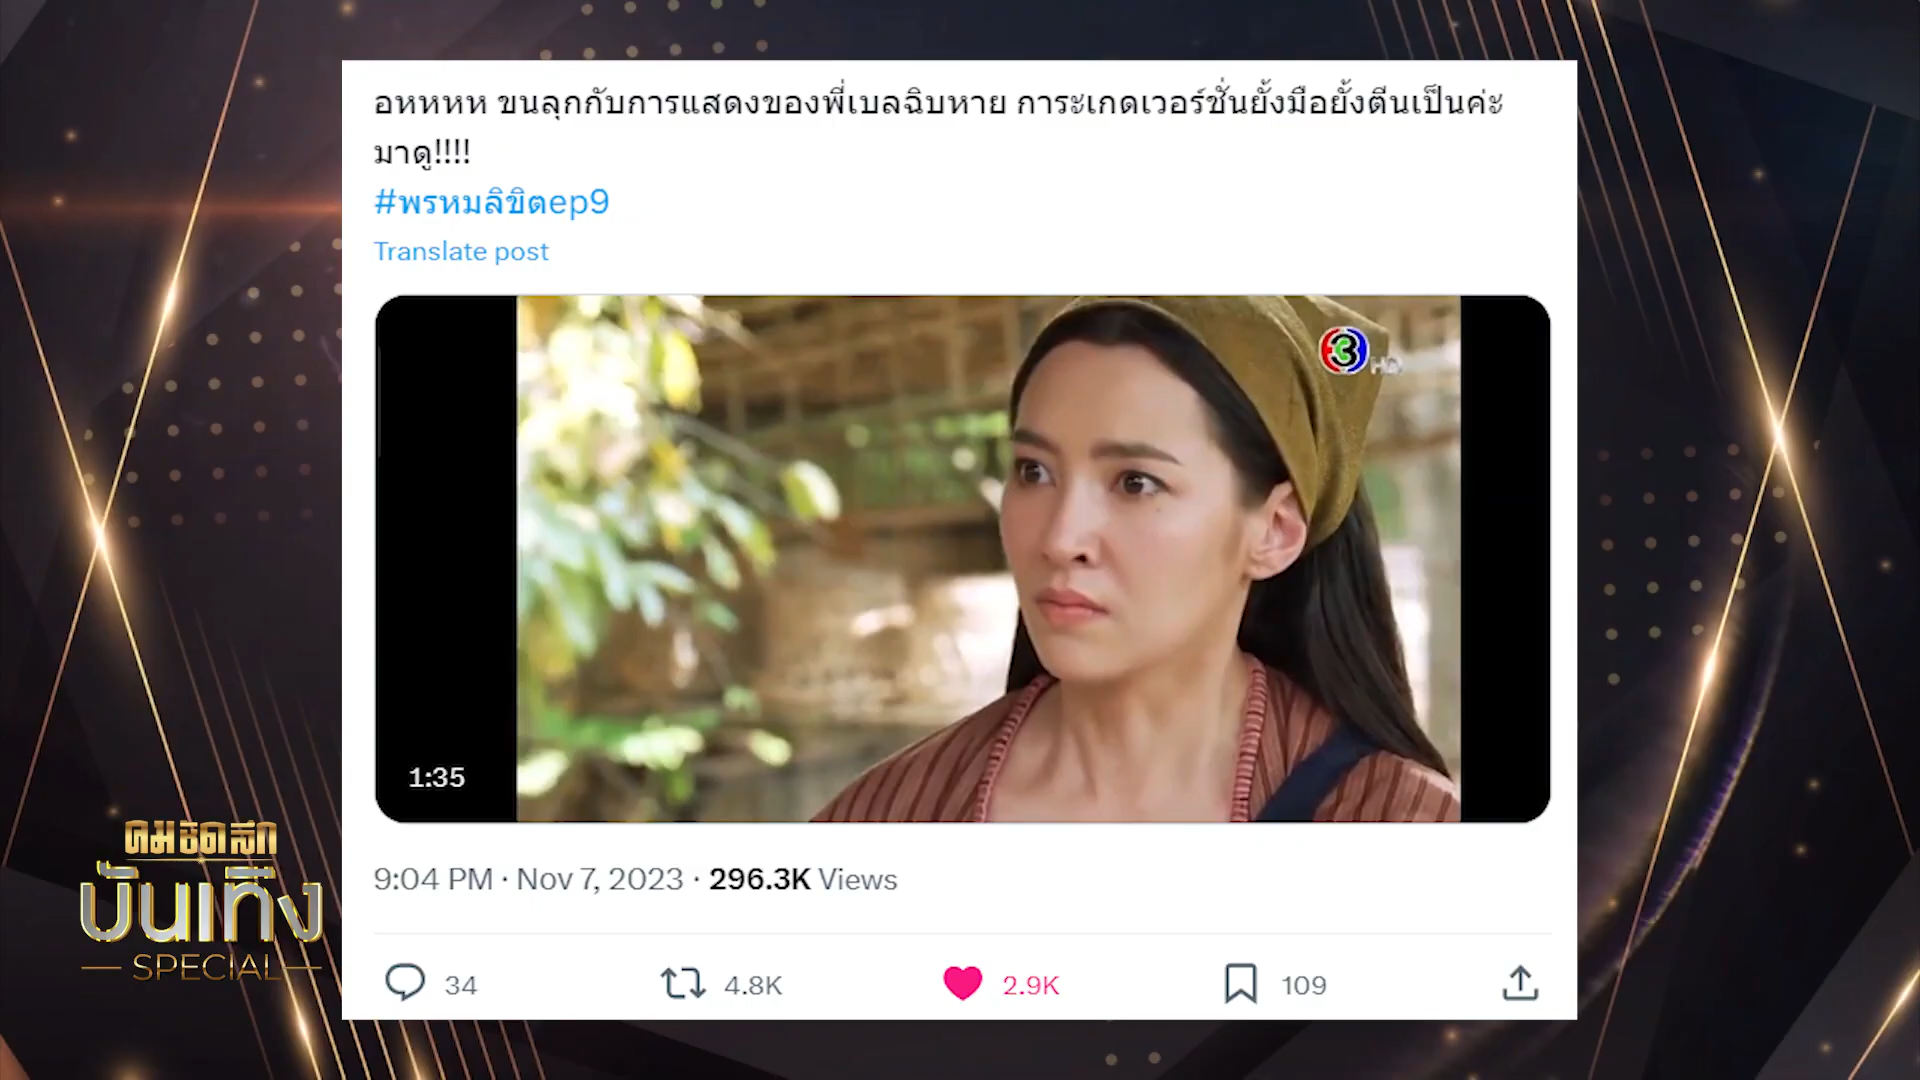 อหหหห ขนลุกกับการแสดงของพี่เบลฉิบหาย การะเกดเวอร์ชั่นยั้งมือยั้งตีนเป็นค่ะ
มาดู!!!!
#พรหมลิขิตep9
Translate post
3 HD
1:35
9:04 PM · Nov 7, 2023 · 296.3K Views
34 4.8K 2.9K 109
คมชัดลึก
บันเทิง
SPECIAL